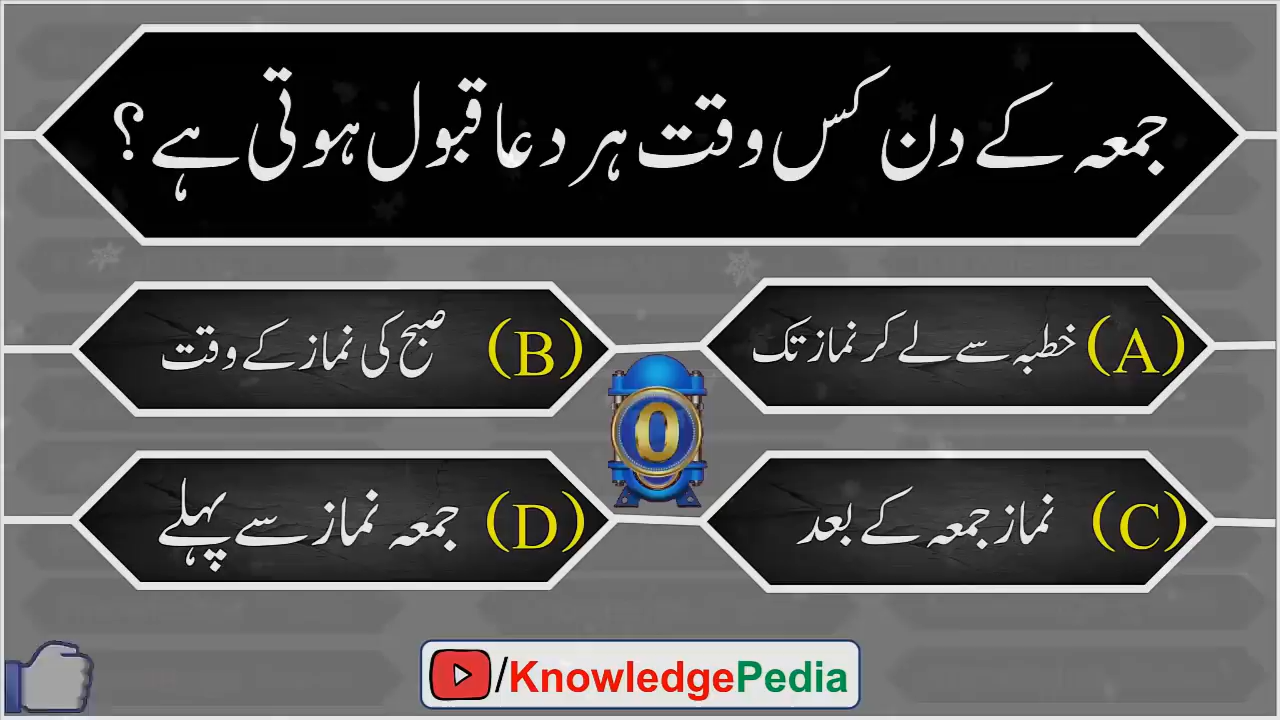 جمعہ کے دن کس وقت ہر دعا قبول ہوتی ہے؟
(A) خطبہ سے لے کر نماز تک
(B) صبح کی نماز کے وقت
0
(C) نماز جمعہ کے بعد
(D) جمعہ نماز سے پہلے
/KnowledgePedia